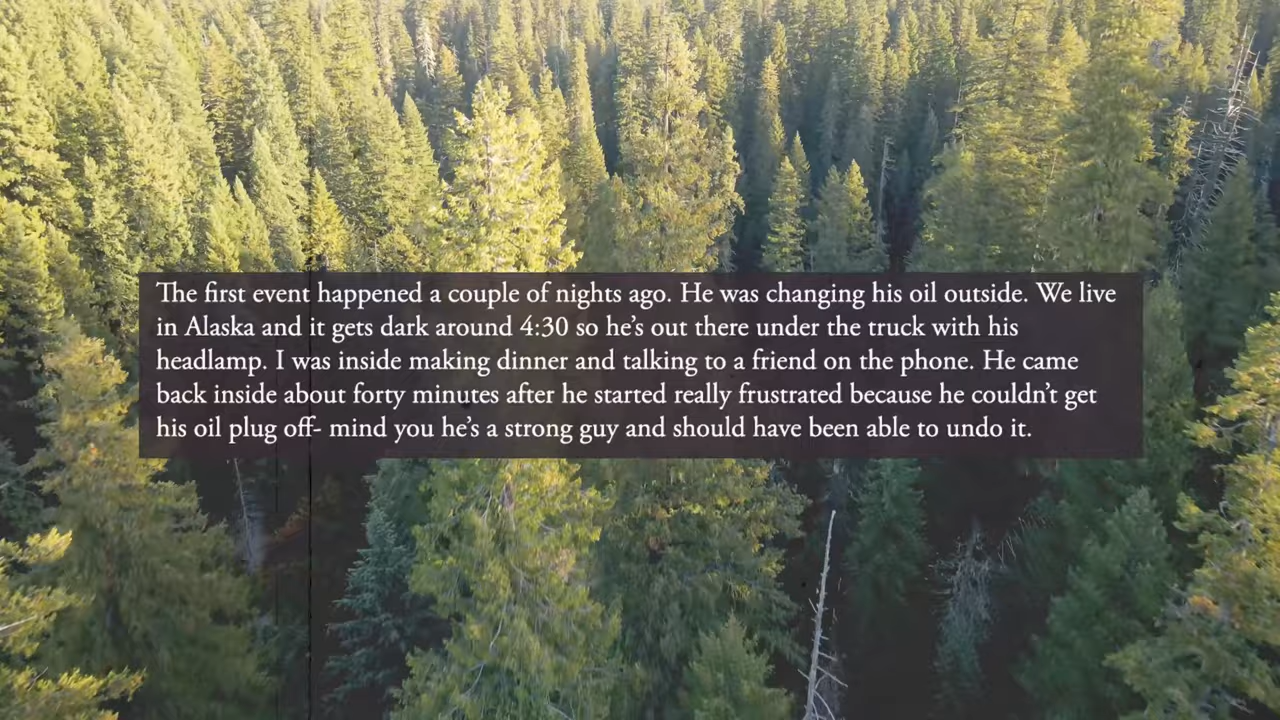 The first event happened a couple of nights ago. He was changing his oil outside. We live
in Alaska and it gets dark around 4:30 so he’s out there under the truck with his
headlamp. I was inside making dinner and talking to a friend on the phone. He came
back inside about forty minutes after he started really frustrated because he couldn’t get
his oil plug off- mind you he’s a strong guy and should have been able to undo it.